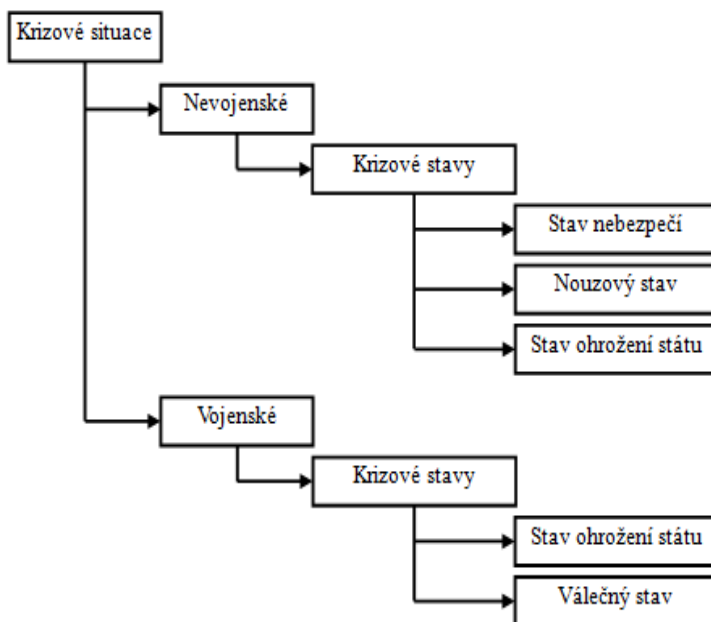 Krizové situace
Nevojenské
Krizové stavy
Stav nebezpečí
Nouzový stav
Stav ohrožení státu
Vojenské
Krizové stavy
Stav ohrožení státu
Válečný stav